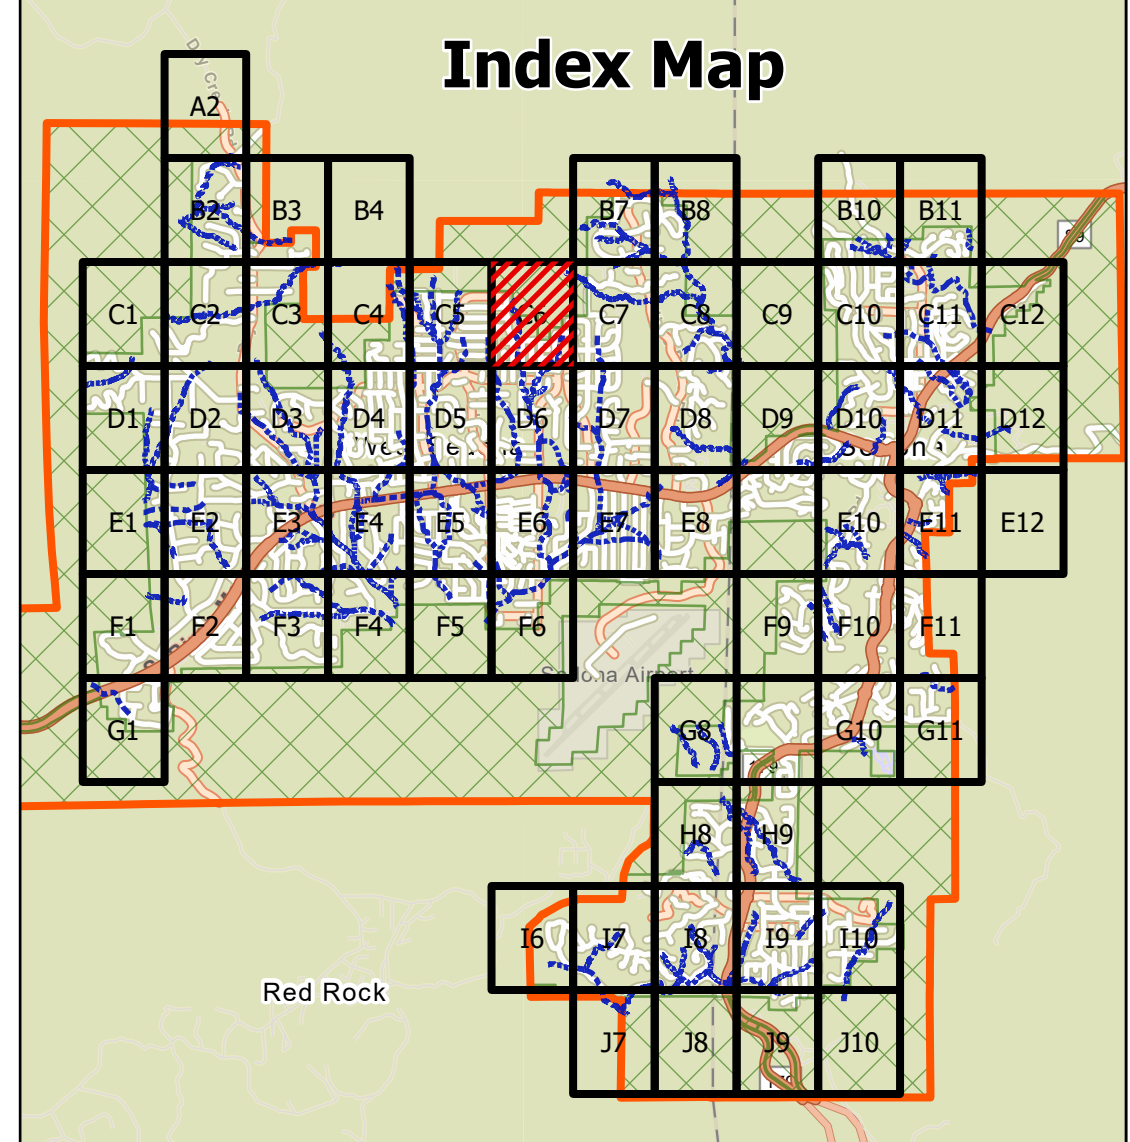 Index Map
A2
B2 B3 B4 B7 B8 B10 B11
C1 C2 C3 C4 C5 C6 C7 C8 C9 C10 C11 C12
D1 D2 D3 D4 D5 D6 D7 D8 D9 D10 D11 D12
E1 E2 E3 E4 E5 E6 E7 E8 E10 E11 E12
F1 F2 F3 F4 F5 F6 F9 F10 F11
Sedona Airport
G1 G8 G10 G11
H8 H9
I6 I7 I8 I9 I10
Red Rock
J7 J8 J9 J10